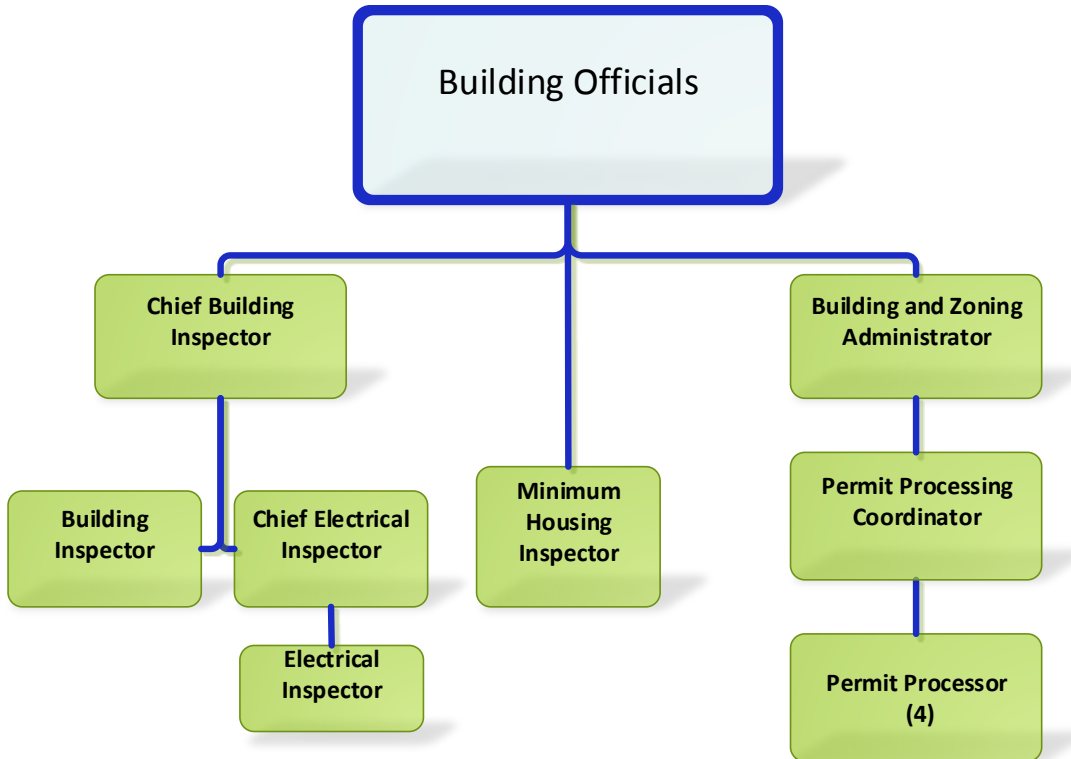 Building Officials
Chief Building
Inspector
Building and Zoning
Administrator
Building
Inspector
Chief Electrical
Inspector
Minimum
Housing
Inspector
Permit Processing
Coordinator
Electrical
Inspector
Permit Processor
(4)